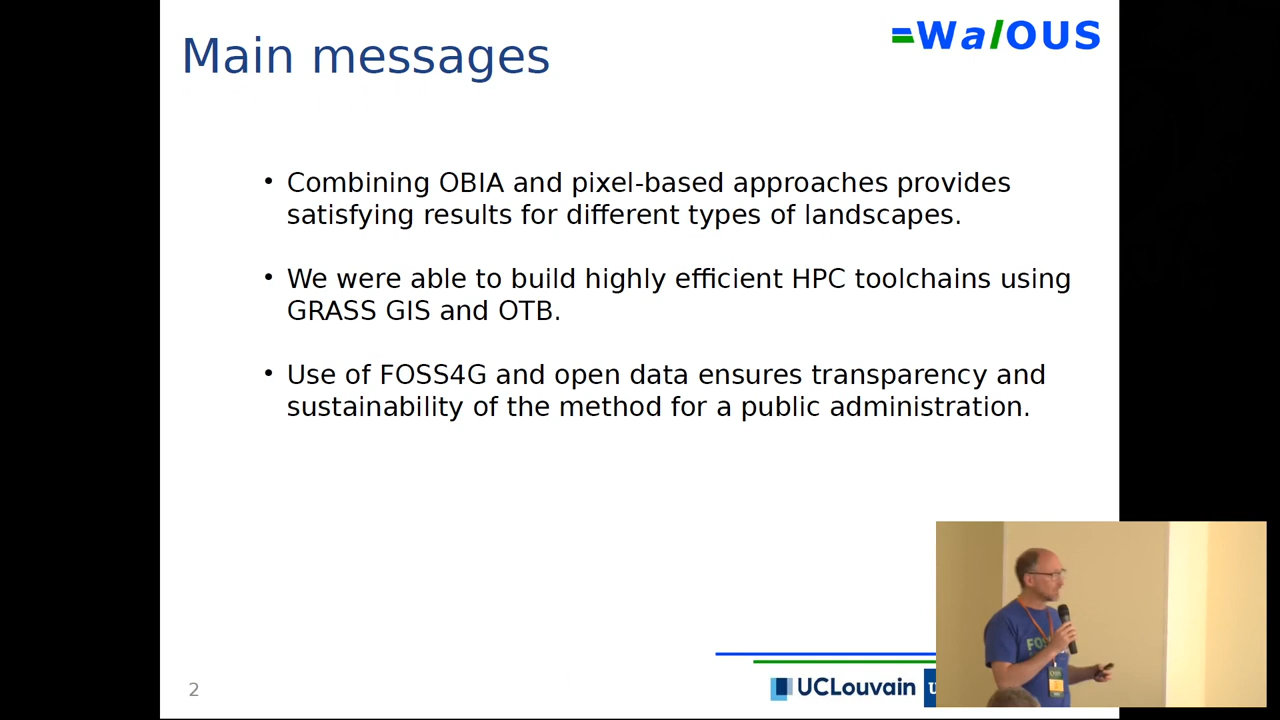 Main messages
WalOUS
• Combining OBIA and pixel-based approaches provides
satisfying results for different types of landscapes.
• We were able to build highly efficient HPC toolchains using
GRASS GIS and OTB.
• Use of FOSS4G and open data ensures transparency and
sustainability of the method for a public administration.
2
UCLouvain